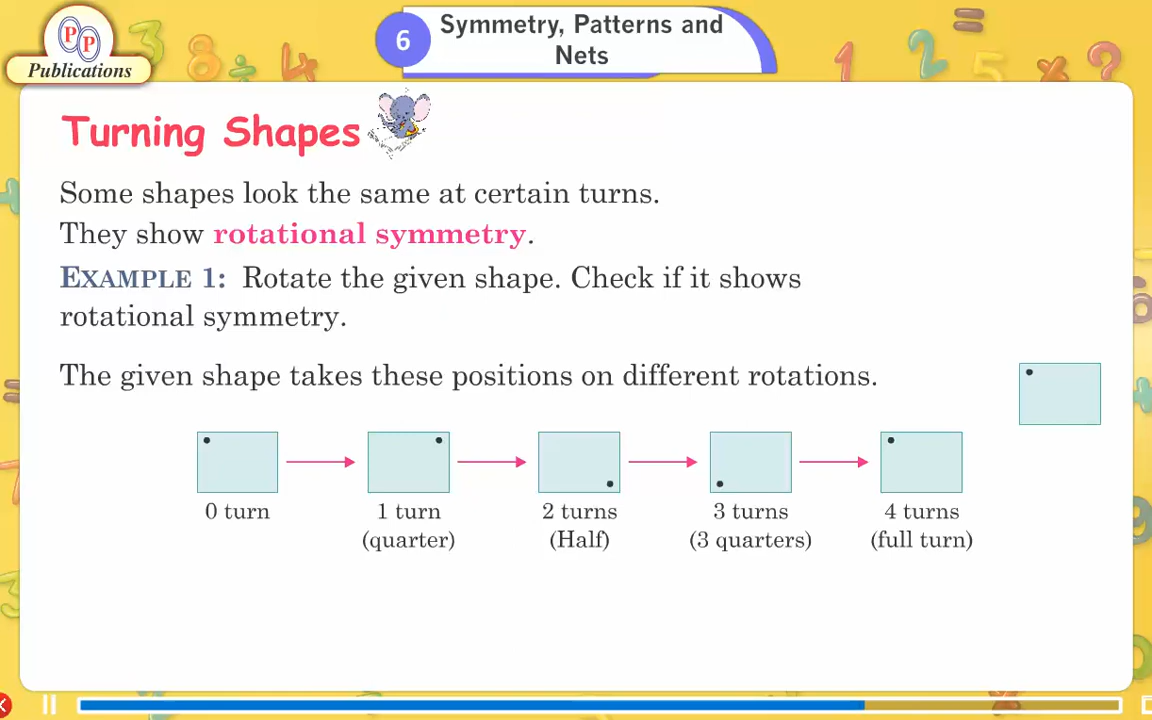 P P
Publications
6
Symmetry, Patterns and
Nets
Turning Shapes
Some shapes look the same at certain turns.
They show rotational symmetry.
EXAMPLE 1: Rotate the given shape. Check if it shows
rotational symmetry.
The given shape takes these positions on different rotations.
0 turn
1 turn
(quarter)
2 turns
(Half)
3 turns
(3 quarters)
4 turns
(full turn)